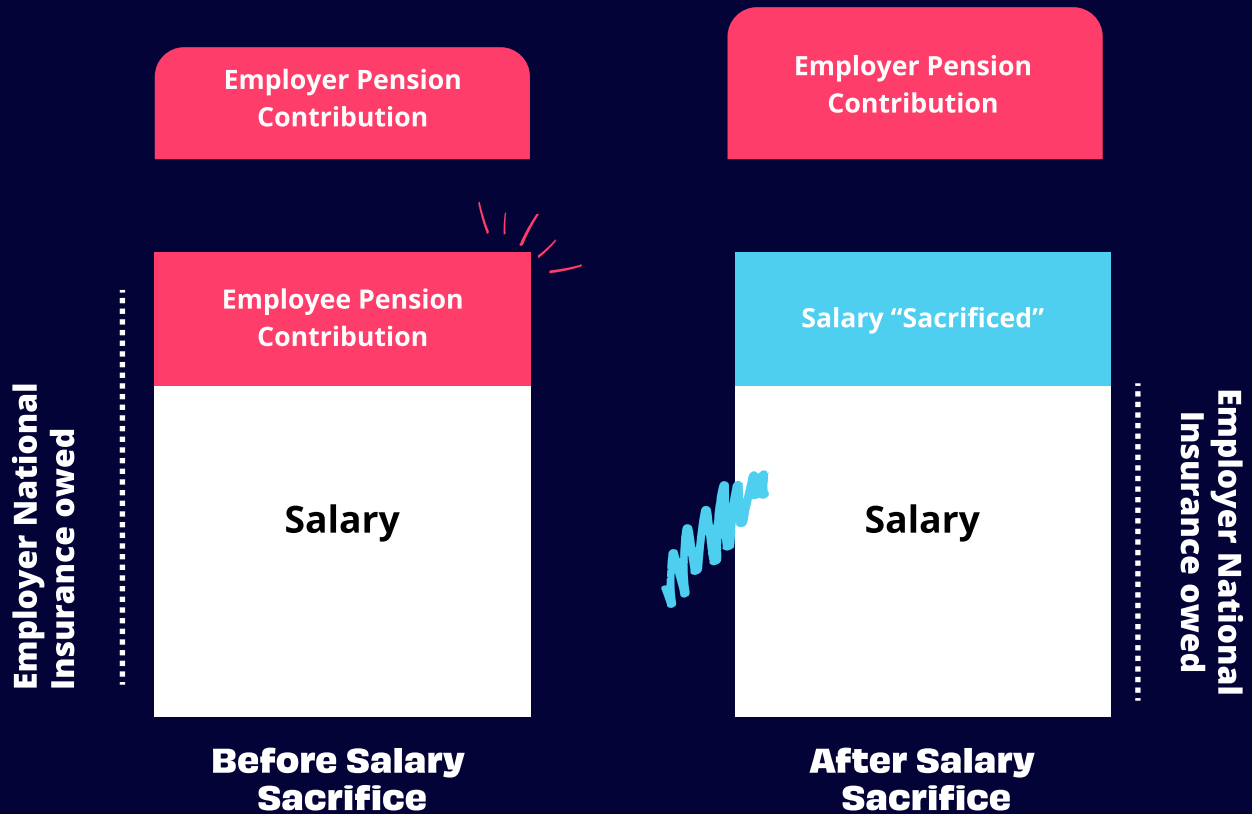 Employer Pension
Contribution
Employee Pension
Contribution
Salary
Employer National
Insurance owed
Before Salary
Sacrifice
Employer Pension
Contribution
Salary “Sacrificed”
Salary
Employer National
Insurance owed
After Salary
Sacrifice